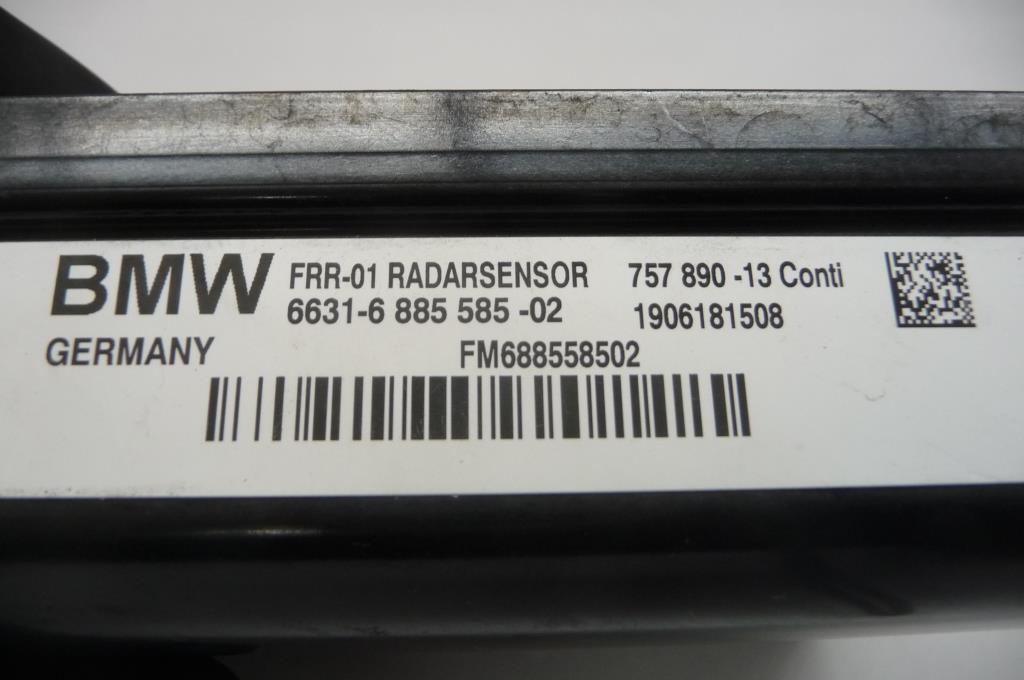 BMW FRR-01 RADARSENSOR 757 890 -13 Conti
6631-6 885 585 -02 1906181508
GERMANY FM688558502